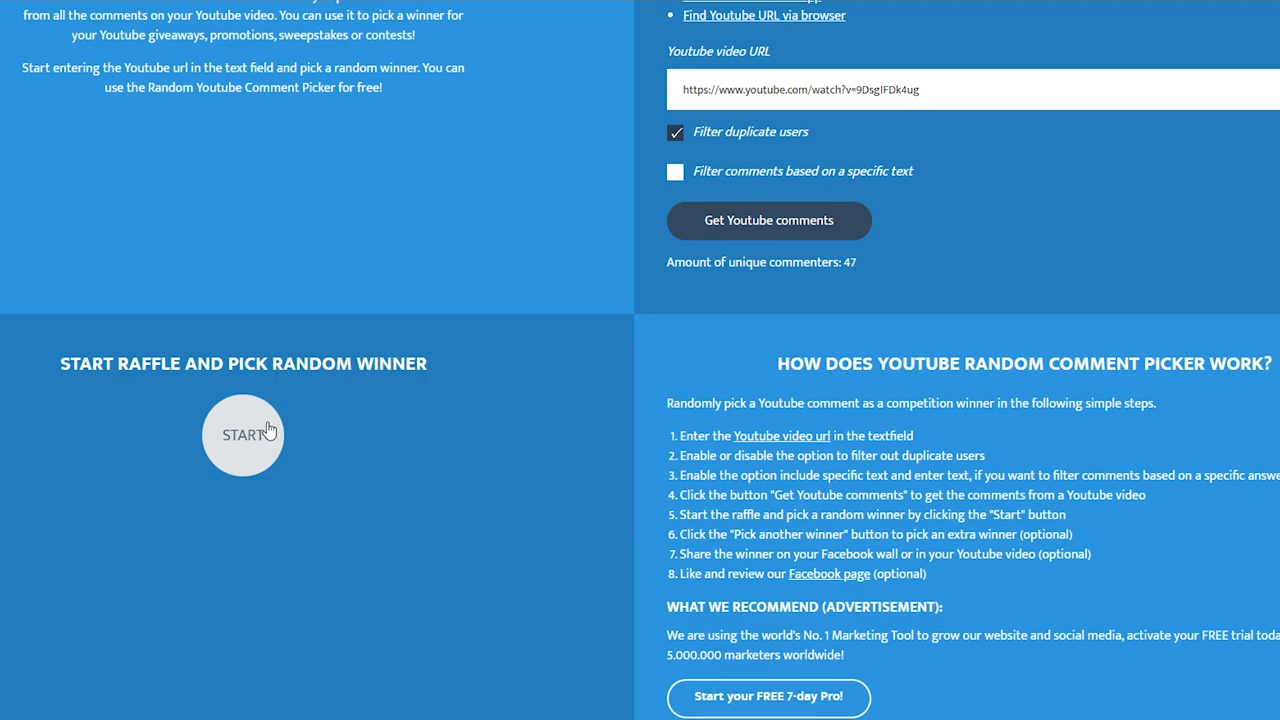 from all the comments on your Youtube video. You can use it to pick a winner for
your Youtube giveaways, promotions, sweepstakes or contests!
Start entering the Youtube url in the text field and pick a random winner. You can
use the Random Youtube Comment Picker for free!
Find Youtube URL via browser
Youtube video URL
https://www.youtube.com/watch?v=9DsgIFDk4ug
Filter duplicate users
Filter comments based on a specific text
Get Youtube comments
Amount of unique commenters: 47
START RAFFLE AND PICK RANDOM WINNER
START
HOW DOES YOUTUBE RANDOM COMMENT PICKER WORK?
Randomly pick a Youtube comment as a competition winner in the following simple steps.
1. Enter the Youtube video url in the textfield
2. Enable or disable the option to filter out duplicate users
3. Enable the option include specific text and enter text, if you want to filter comments based on a specific answe
4. Click the button "Get Youtube comments" to get the comments from a Youtube video
5. Start the raffle and pick a random winner by clicking the "Start" button
6. Click the "Pick another winner" button to pick an extra winner (optional)
7. Share the winner on your Facebook wall or in your Youtube video (optional)
8. Like and review our Facebook page (optional)
WHAT WE RECOMMEND (ADVERTISEMENT):
We are using the world's No. 1 Marketing Tool to grow our website and social media, activate your FREE trial toda
5.000.000 marketers worldwide!
Start your FREE 7-day Pro!